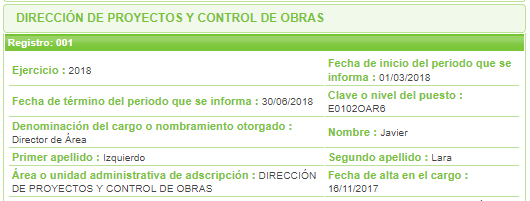 DIRECCIÓN DE PROYECTOS Y CONTROL DE OBRAS
Registro: 001
Ejercicio : 2018
Fecha de inicio del periodo que se
informa : 01/03/2018
Fecha de término del periodo que se informa : 30/06/2018
Clave o nivel del puesto :
E0102OAR6
Denominación del cargo o nombramiento otorgado :
Director de Área
Nombre : Javier
Primer apellido : Izquierdo
Segundo apellido : Lara
Área o unidad administrativa de adscripción : DIRECCIÓN
DE PROYECTOS Y CONTROL DE OBRAS
Fecha de alta en el cargo :
16/11/2017